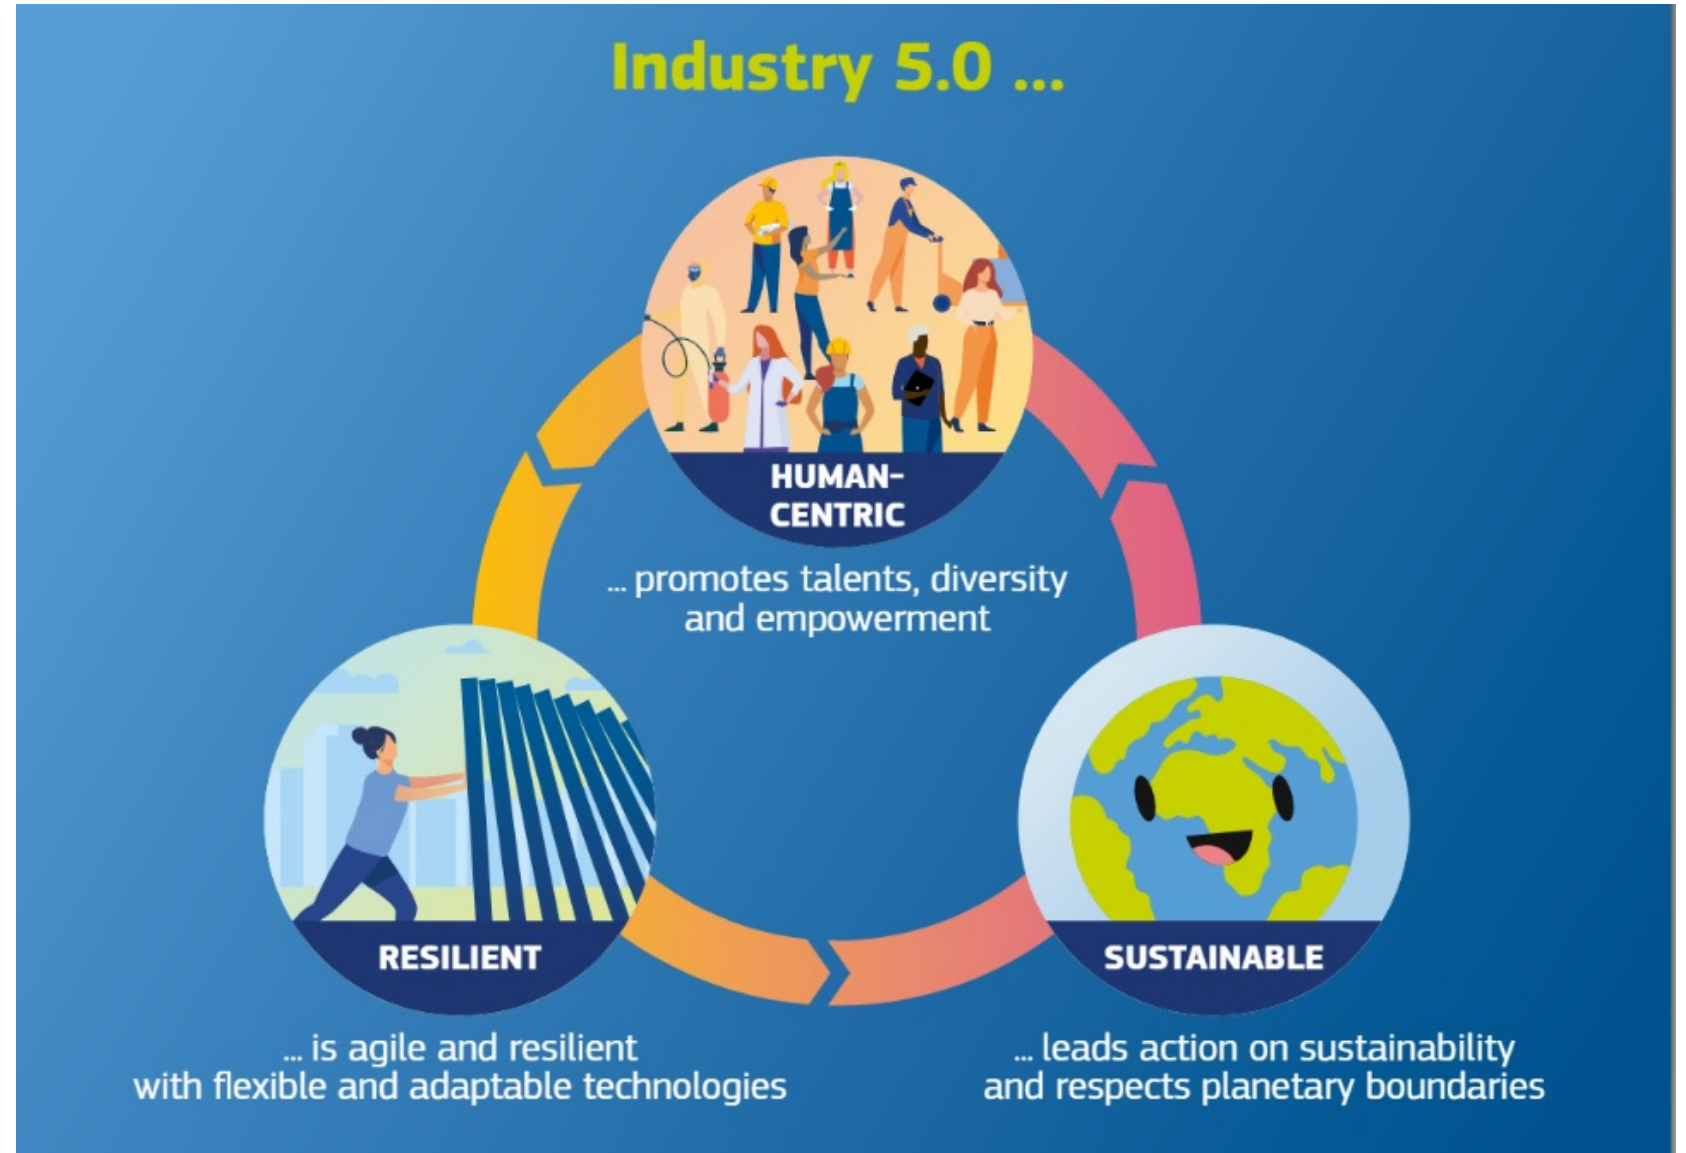 Industry 5.0 ...
HUMAN-
CENTRIC
... promotes talents, diversity
and empowerment
RESILIENT
... is agile and resilient
with flexible and adaptable technologies
SUSTAINABLE
... leads action on sustainability
and respects planetary boundaries